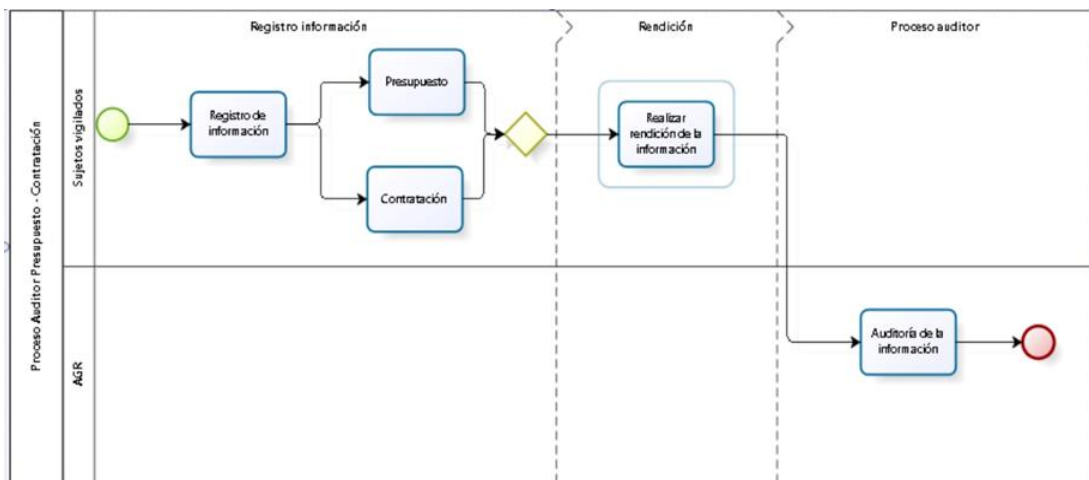 Proceso Auditor Presupuesto - Contratación
Sujetos vigilados
AGR
Registro información
Rendición
Proceso auditor
Registro de
información
Presupuesto
Contratación
Realizar
rendición de la
información
Auditoría de la
información